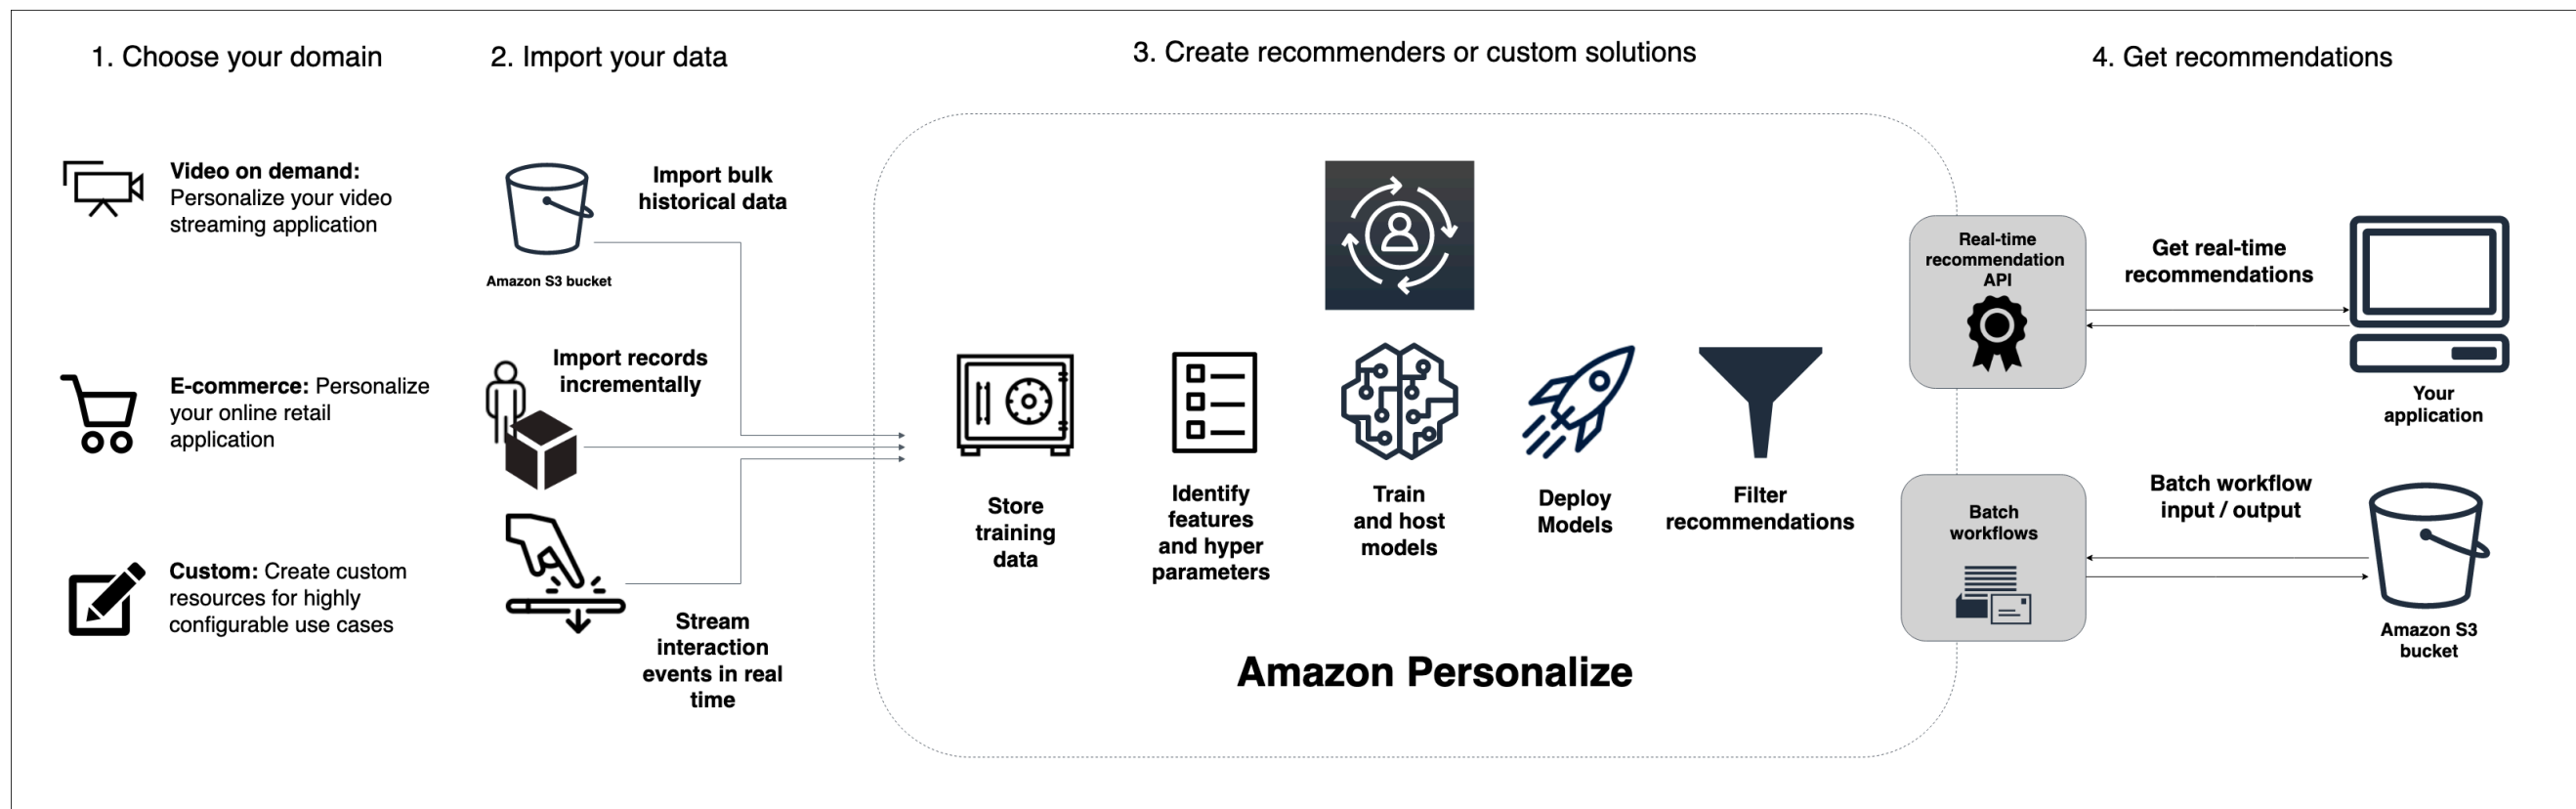 1. Choose your domain
2. Import your data
3. Create recommenders or custom solutions
4. Get recommendations
Video on demand:
Personalize your video
streaming application
E-commerce: Personalize
your online retail
application
Custom: Create custom
resources for highly
configurable use cases
Import bulk
historical data
Amazon S3 bucket
Import records
incrementally
Stream
interaction
events in real
time
Store
training
data
Identify
features
and hyper
parameters
Train
and host
models
Deploy
Models
Filter
recommendations
Amazon Personalize
Real-time
recommendation
API
Get real-time
recommendations
Your
application
Batch
workflows
Batch workflow
input / output
Amazon S3
bucket